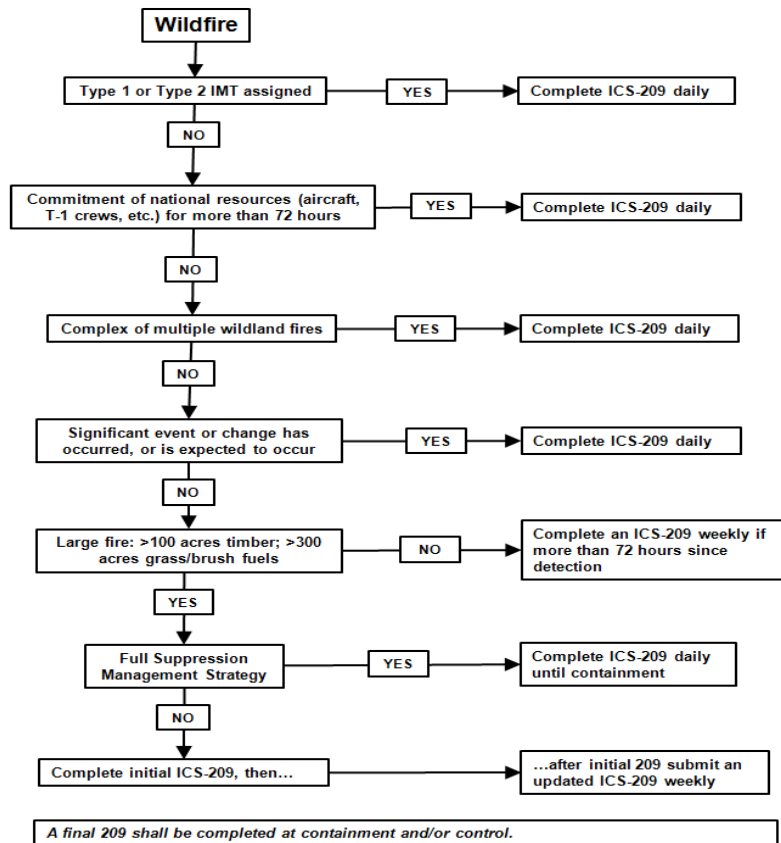 Wildfire
Type 1 or Type 2 IMT assigned
YES
Complete ICS-209 daily
NO
Commitment of national resources (aircraft,
T-1 crews, etc.) for more than 72 hours
YES
Complete ICS-209 daily
NO
Complex of multiple wildland fires
YES
Complete ICS-209 daily
NO
Significant event or change has
occurred, or is expected to occur
YES
Complete ICS-209 daily
NO
Large fire: >100 acres timber; >300
acres grass/brush fuels
NO
Complete an ICS-209 weekly if
more than 72 hours since
detection
YES
Full Suppression
Management Strategy
YES
Complete ICS-209 daily
until containment
NO
Complete initial ICS-209, then…
…after initial 209 submit an
updated ICS-209 weekly
A final 209 shall be completed at containment and/or control.